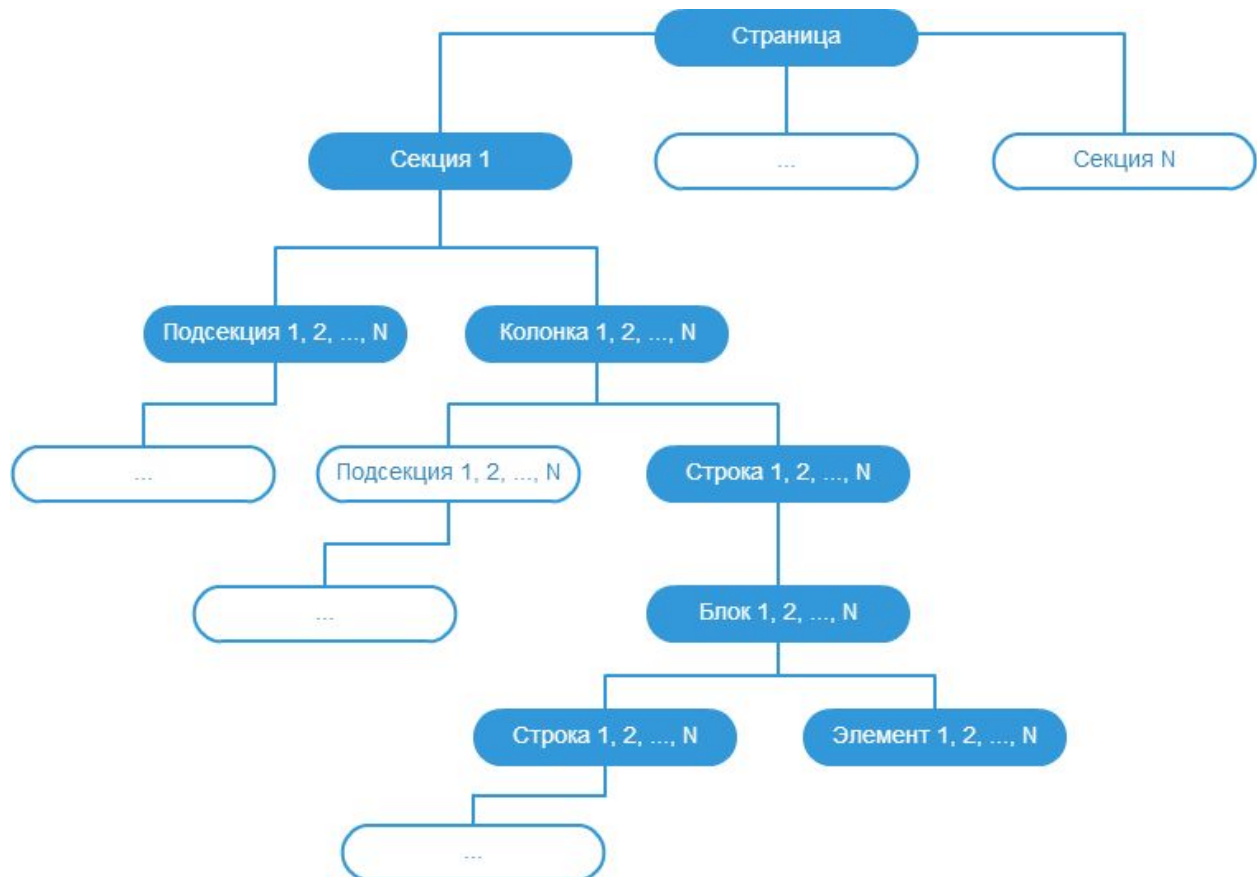 Страница
Секция 1
...
Секция N
Подсекция 1, 2, ..., N
Колонка 1, 2, ..., N
...
Подсекция 1, 2, ..., N
Строка 1, 2, ..., N
...
Блок 1, 2, ..., N
Строка 1, 2, ..., N
Элемент 1, 2, ..., N
...